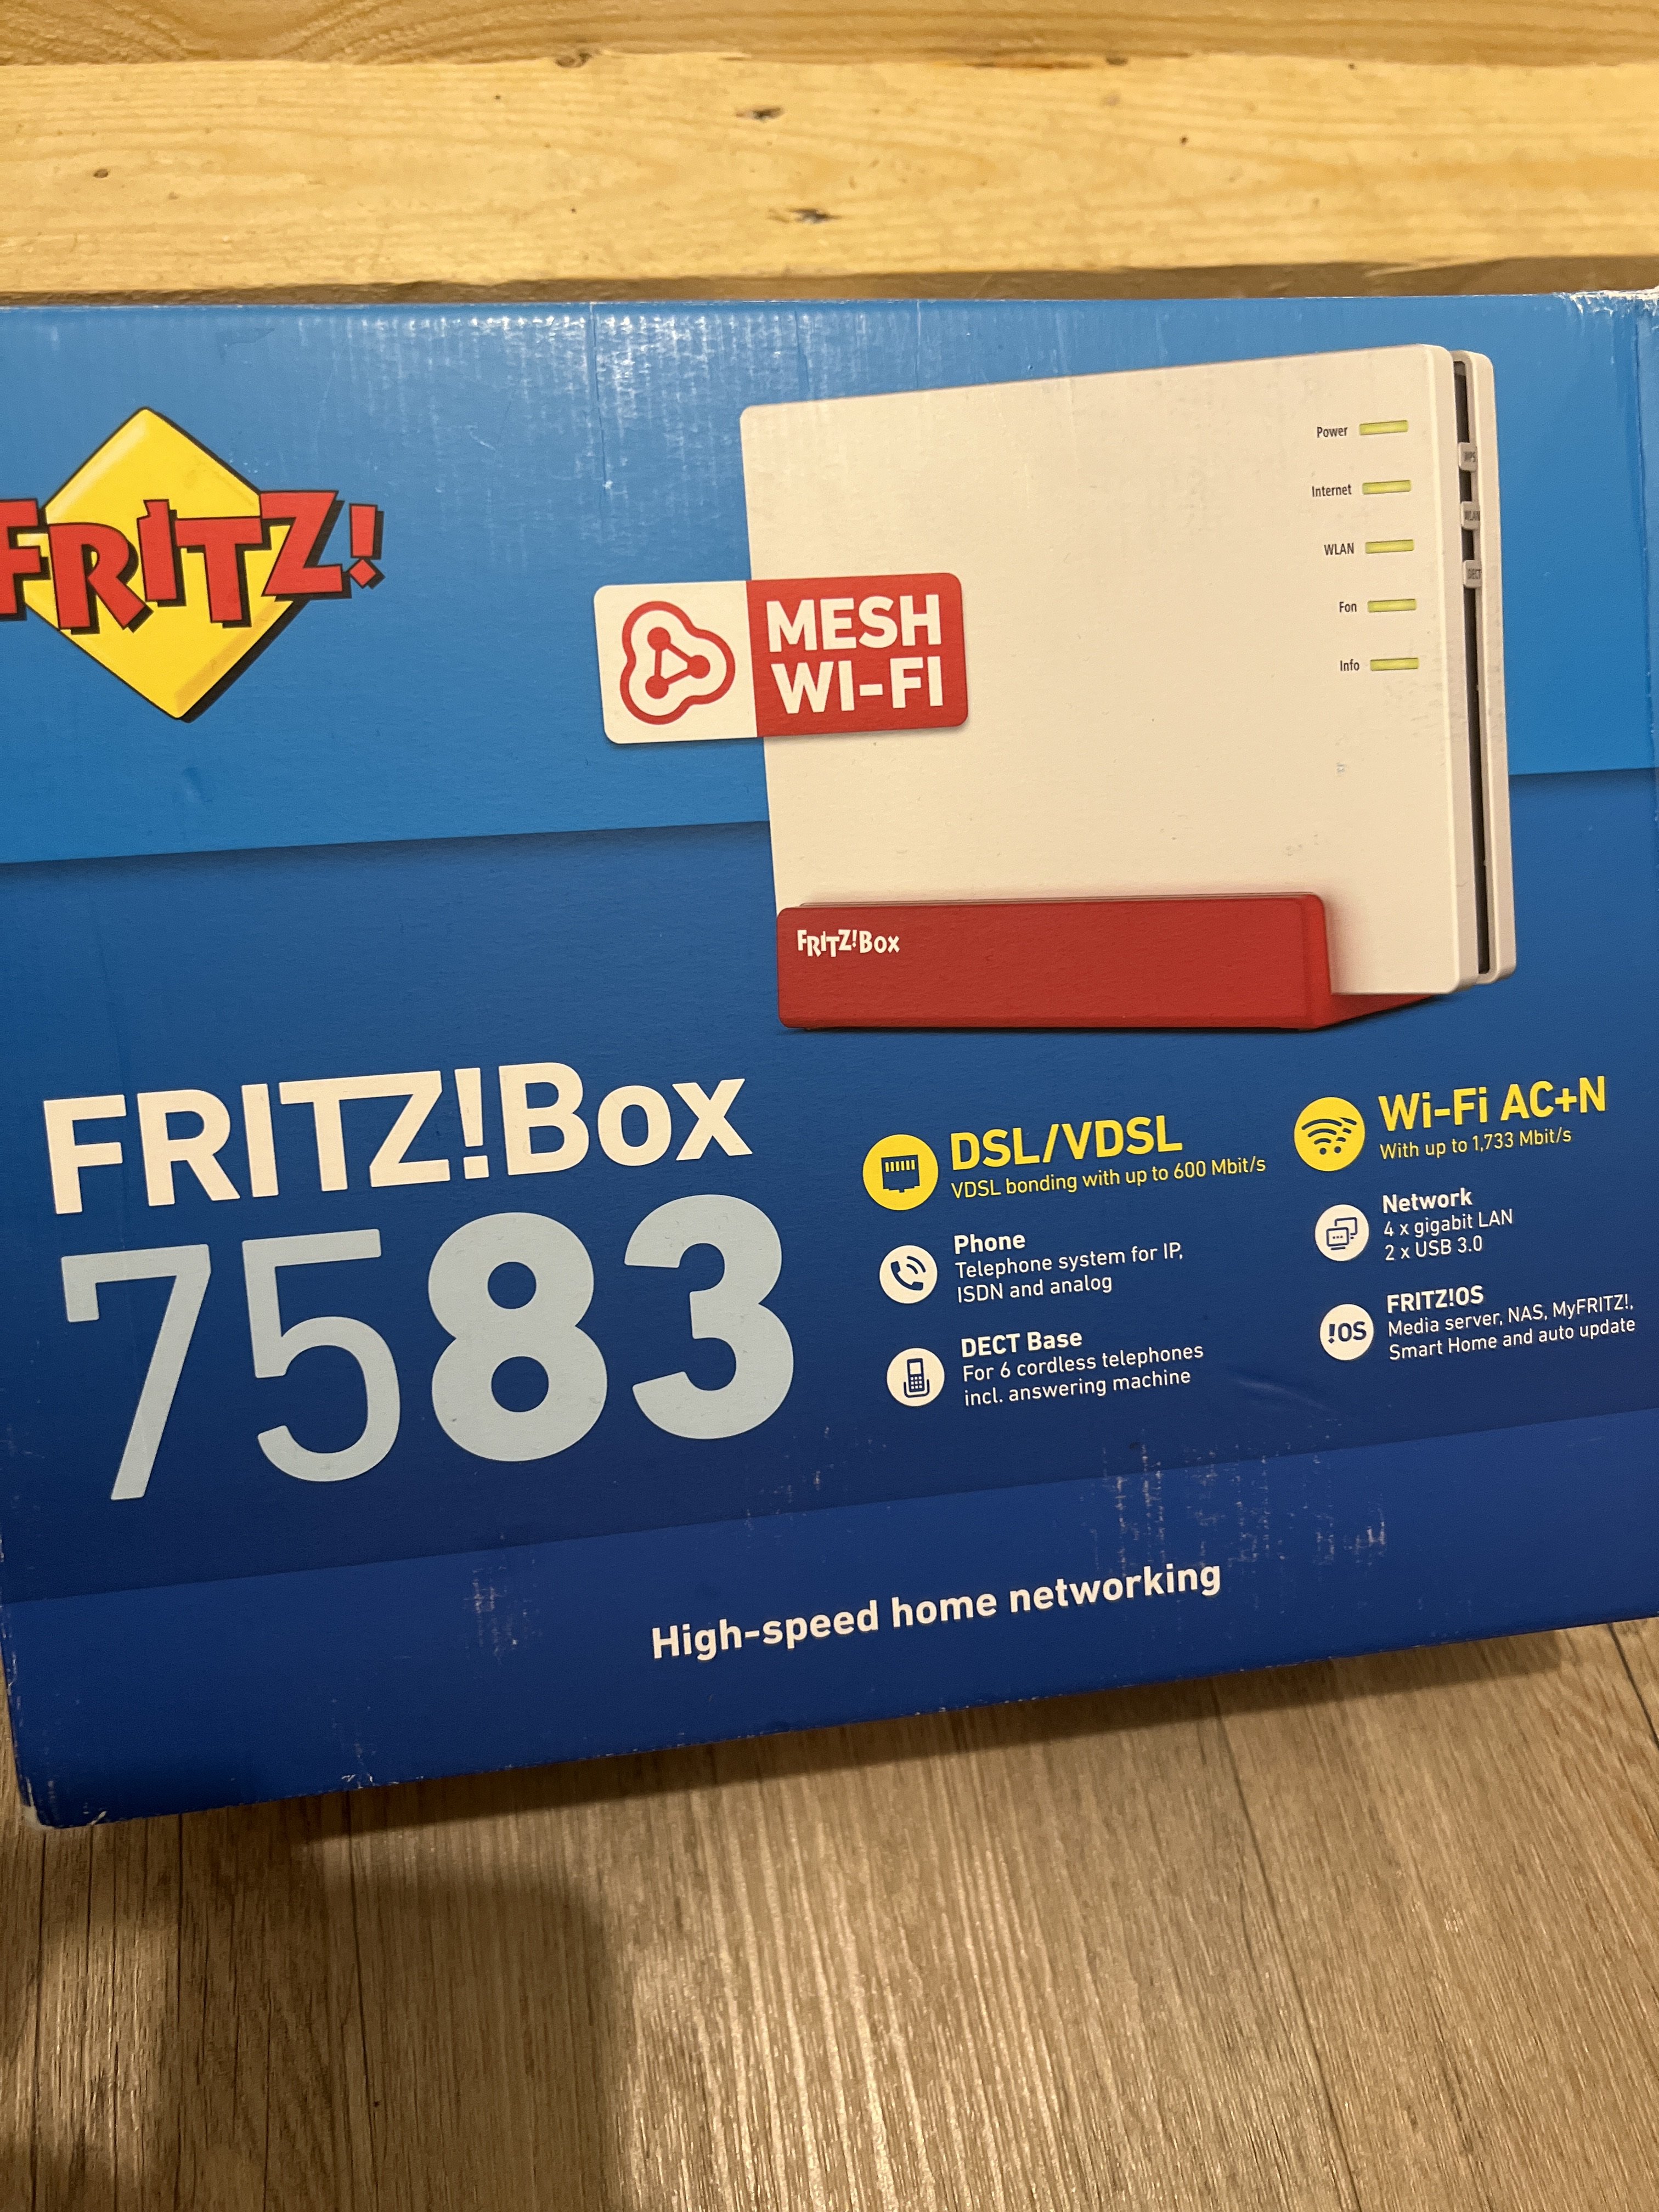 FRITZ!
Power
Internet
WLAN
Fon
Info
WPS
WLAN
DECT
MESH
WI-FI
FRITZ!Box
FRITZ!Box
7583
DSL/VDSL
VDSL bonding with up to 600 Mbit/s
Phone
Telephone system for IP,
ISDN and analog
DECT Base
For 6 cordless telephones
incl. answering machine
Wi-Fi AC+N
With up to 1,733 Mbit/s
Network
4 x gigabit LAN
2 x USB 3.0
!OS
FRITZ!OS
Media server, NAS, MyFRITZ!,
Smart Home and auto update
High-speed home networking